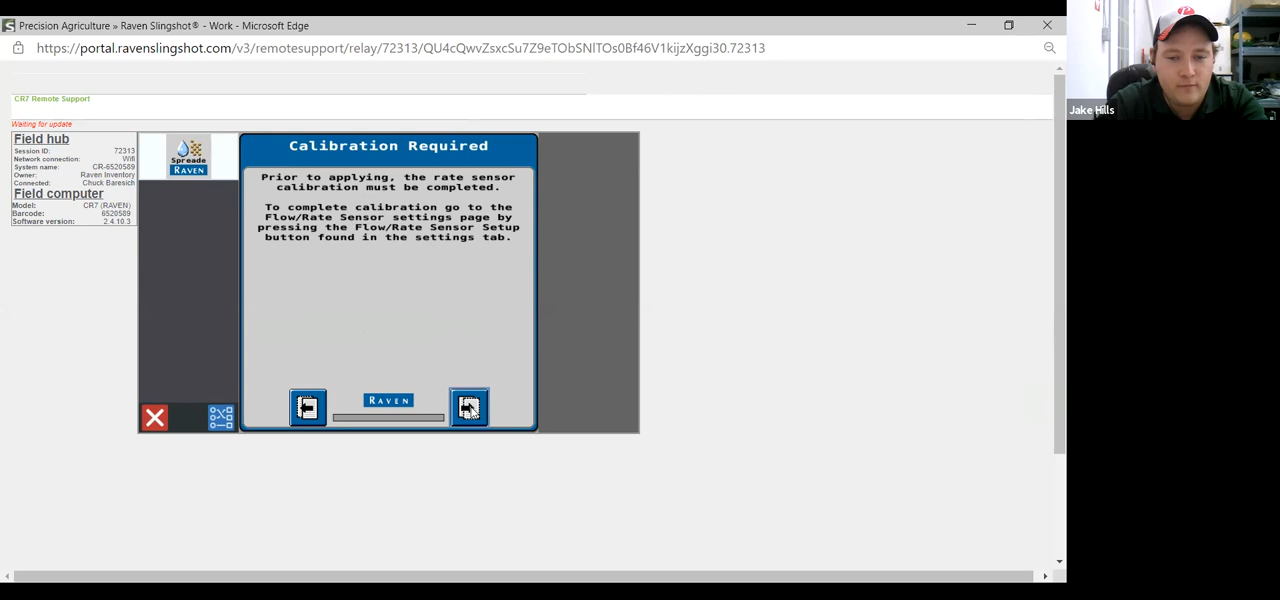 Precision Agriculture » Raven Slingshot® - Work - Microsoft Edge
https://portal.ravenslingshot.com/v3/remotesupport/relay/72313/QU4cQwvZsxcSu7Z9eTObSNlTOs0Bf46V1kijzXggi30.72313
Jake Hills
CR7 Remote Support
Waiting for update
Field hub
Session ID: 72313
Network connection: Wifi
System name: CR-6520589
Owner: Raven Inventory
Connected: Chuck Baresich
Field computer
Model: CR7 (RAVEN)
Barcode: 6520589
Software version: 2.4.10.3
Spreade
RAVEN
Calibration Required
Prior to applying, the rate sensor
calibration must be completed.
To complete calibration go to the
Flow/Rate Sensor settings page by
pressing the Flow/Rate Sensor Setup
button found in the settings tab.
RAVEN